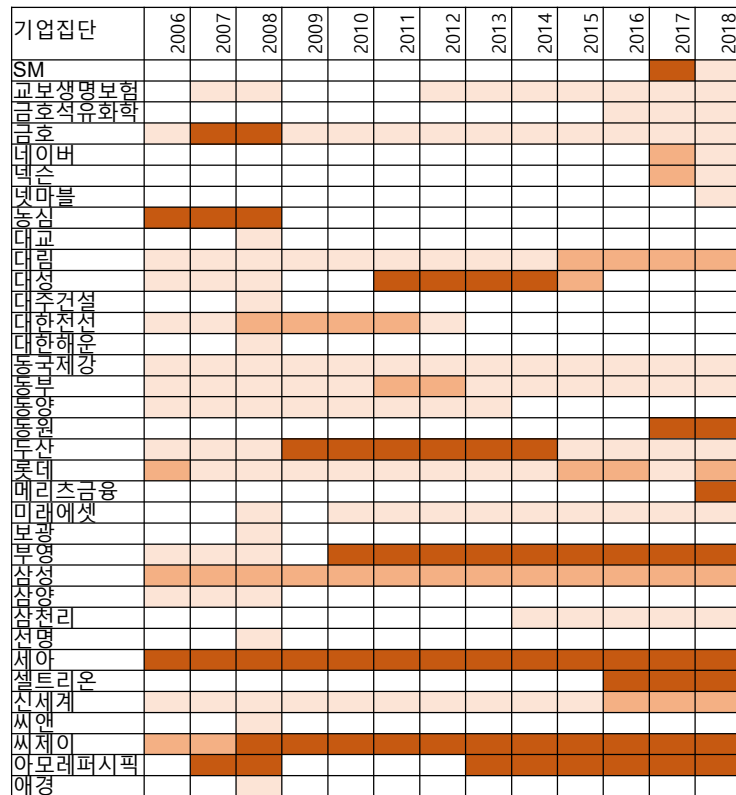 기업집단 2006 2007 2008 2009 2010 2011 2012 2013 2014 2015 2016 2017 2018
SM
교보생명보험
금호석유화학
금호
네이버
넥슨
넷마블
농심
대교
대림
대성
대주건설
대한전선
대한해운
동국제강
동부
동양
동원
두산
롯데
메리츠금융
미래에셋
보광
부영
삼성
삼양
삼천리
선명
세아
셀트리온
신세계
씨앤
씨제이
아모레퍼시픽
애경